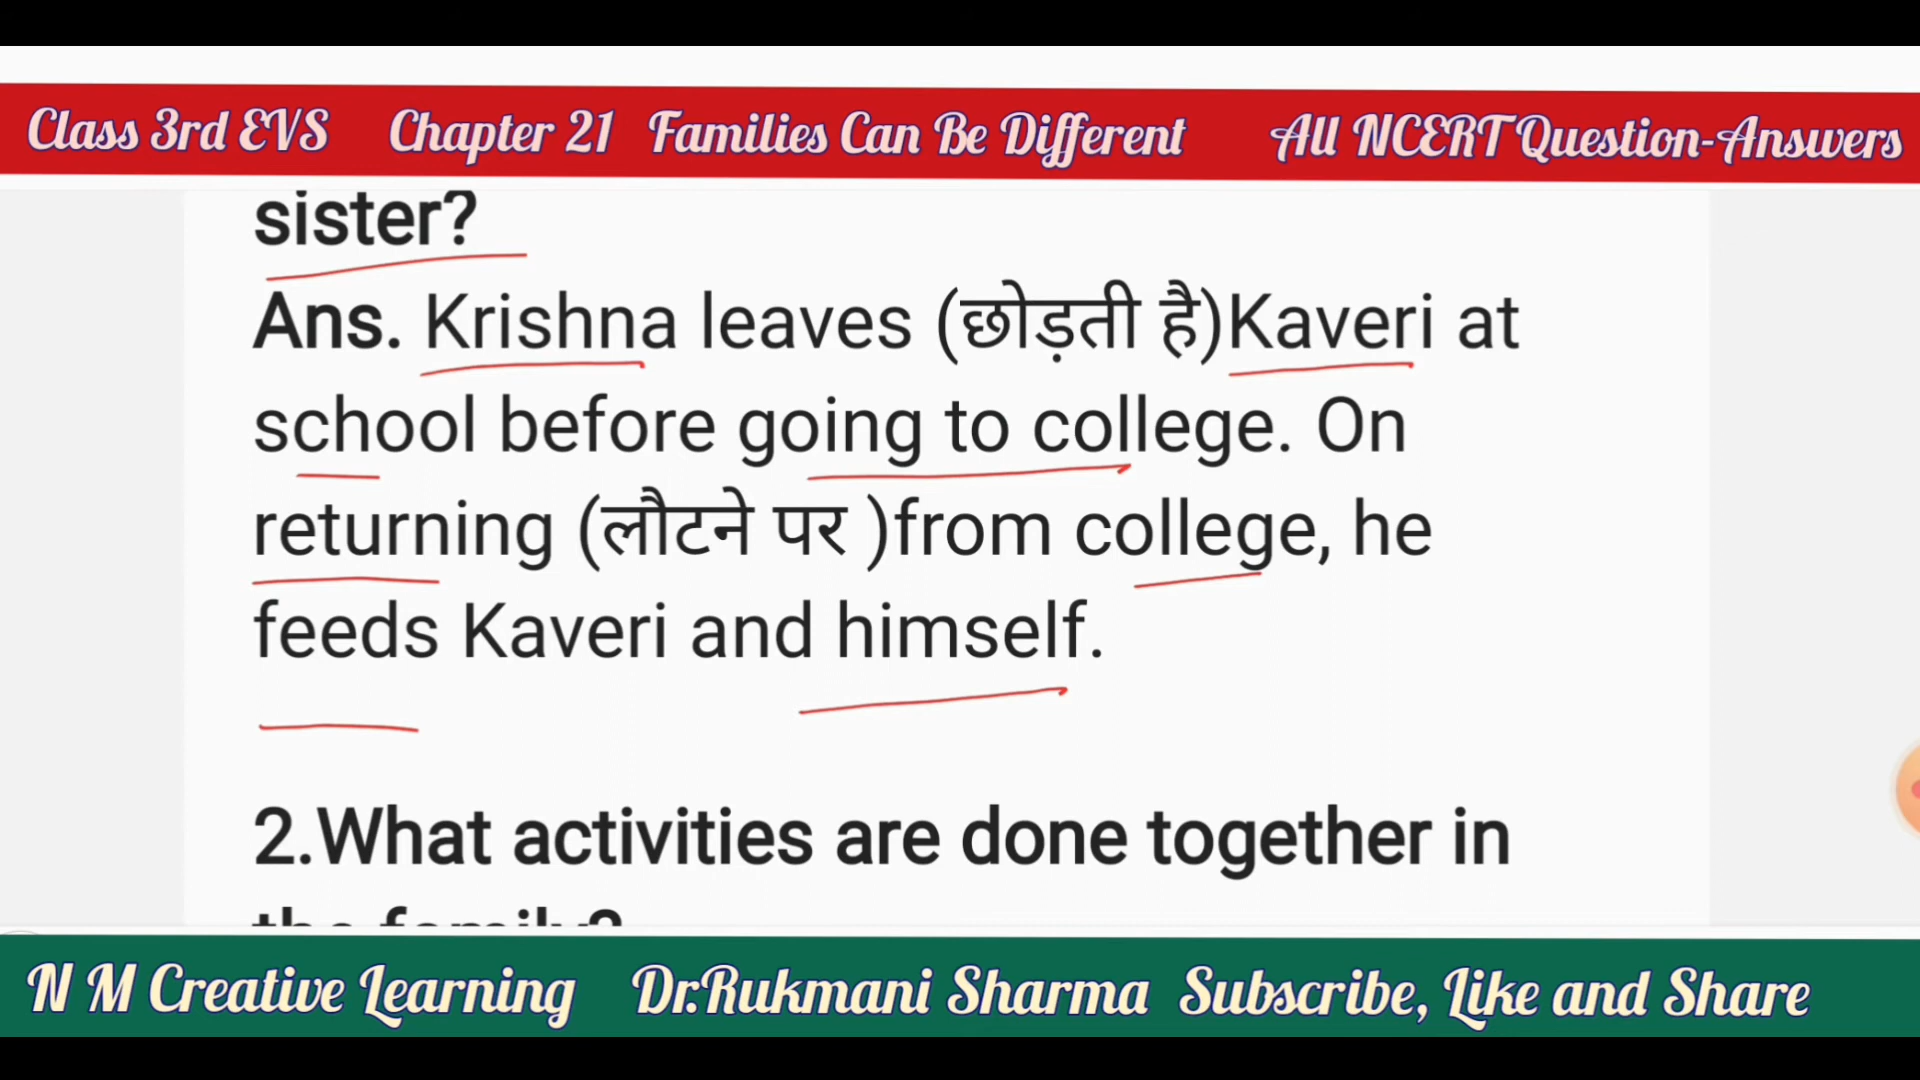 Class 3rd EVS Chapter 21 Families Can Be Different All NCERT Question-Answers
sister?
Ans. Krishna leaves (छोड़ती है)Kaveri at
school before going to college. On
returning (लौटने पर )from college, he
feeds Kaveri and himself.
2.What activities are done together in
the family?
N M Creative Learning Dr.Rukmani Sharma Subscribe, Like and Share